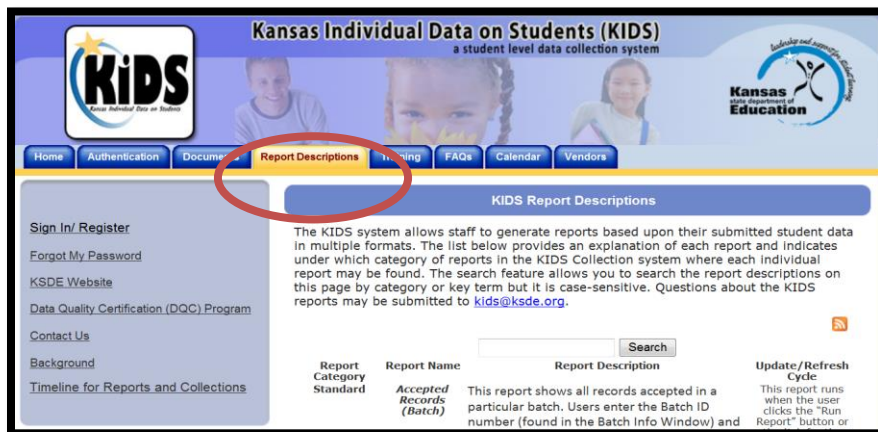 Kansas Individual Data on Students (KIDS)
a student level data collection system
KiDS
Kansas Individual Data on Students
leadership and support for student learning
Kansas
state department of
Education
Home
Authentication
Documents
Report Descriptions
Training
FAQs
Calendar
Vendors
Sign In/ Register
Forgot My Password
KSDE Website
Data Quality Certification (DQC) Program
Contact Us
Background
Timeline for Reports and Collections
KIDS Report Descriptions
The KIDS system allows staff to generate reports based upon their submitted student data
in multiple formats. The list below provides an explanation of each report and indicates
under which category of reports in the KIDS Collection system where each individual
report may be found. The search feature allows you to search the report descriptions on
this page by category or key term but it is case-sensitive. Questions about the KIDS
reports may be submitted to kids@ksde.org.
Search
Report
Category
Report Name
Report Description
Update/Refresh
Cycle
Standard
Accepted
Records
(Batch)
This report shows all records accepted in a
particular batch. Users enter the Batch ID
number (found in the Batch Info Window) and
This report runs
when the user
clicks the "Run
Report" button or